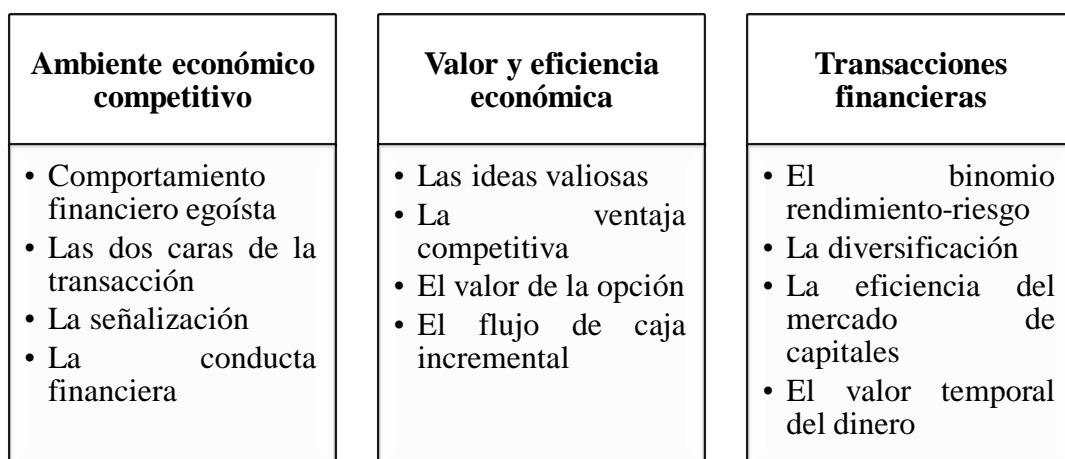 Ambiente económico
competitivo
• Comportamiento
financiero egoísta
• Las dos caras de la
transacción
• La señalización
• La conducta
financiera
Valor y eficiencia
económica
• Las ideas valiosas
• La ventaja
competitiva
• El valor de la opción
• El flujo de caja
incremental
Transacciones
financieras
• El binomio
rendimiento-riesgo
• La diversificación
• La eficiencia del
mercado de
capitales
• El valor temporal
del dinero